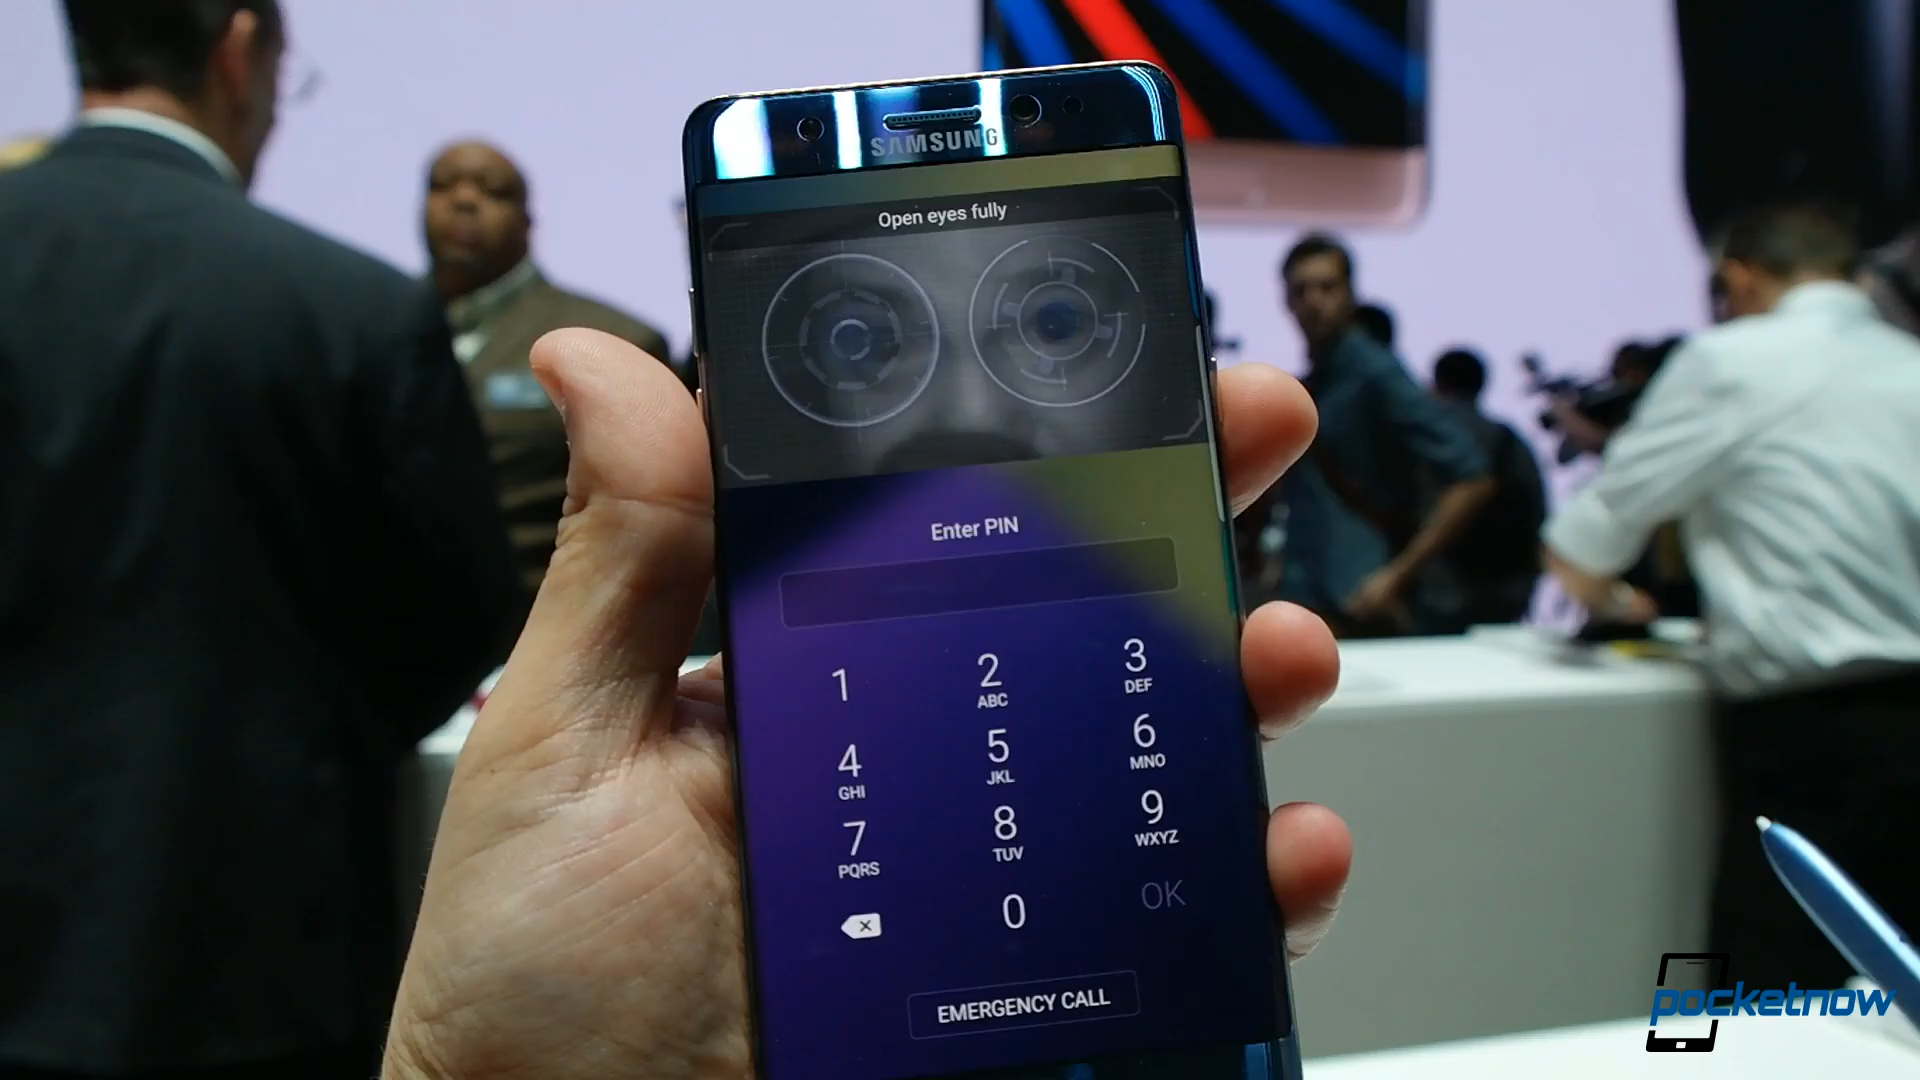 SAMSUNG
Open eyes fully
Enter PIN
1
2
ABC
3
DEF
4
GHI
5
JKL
6
MNO
7
PQRS
8
TUV
9
WXYZ
0
OK
EMERGENCY CALL
pocketnow